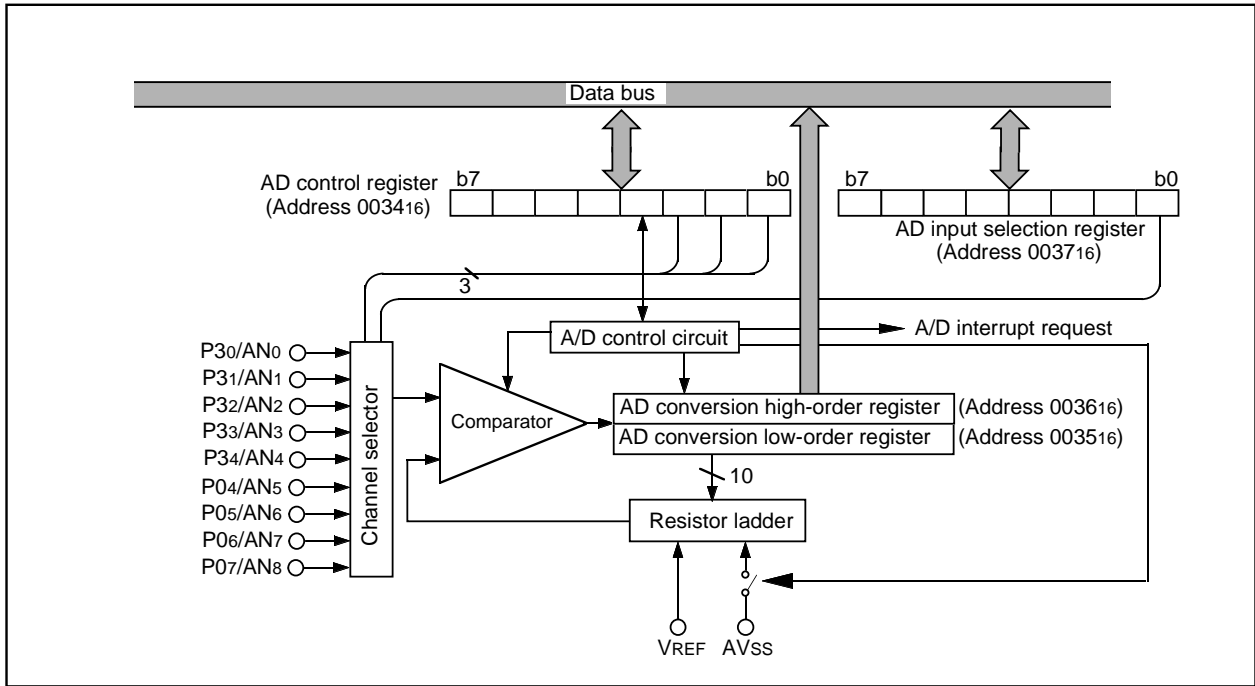 Data bus
AD control register
(Address 003416)
b7 b0
b7 b0
AD input selection register
(Address 003716)
3
A/D control circuit
A/D interrupt request
P30/AN0
P31/AN1
P32/AN2
P33/AN3
P34/AN4
P04/AN5
P05/AN6
P06/AN7
P07/AN8
Channel selector
Comparator
AD conversion high-order register (Address 003616)
AD conversion low-order register (Address 003516)
10
Resistor ladder
VREF AVSS